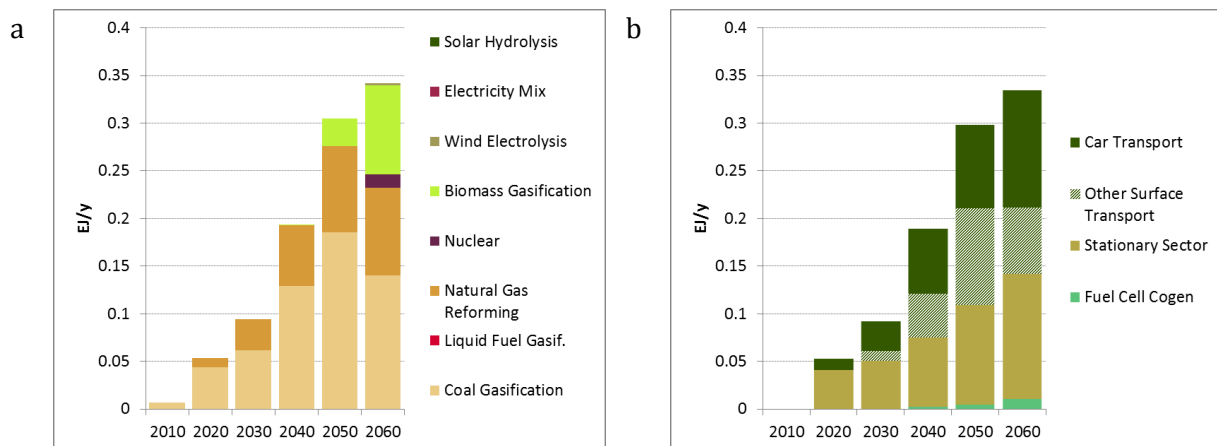 a
EJ/y
0.4
0.35
0.3
0.25
0.2
0.15
0.1
0.05
0
2010 2020 2030 2040 2050 2060
Solar Hydrolysis
Electricity Mix
Wind Electrolysis
Biomass Gasification
Nuclear
Natural Gas
Reforming
Liquid Fuel Gasif.
Coal Gasification
b
EJ/y
0.4
0.35
0.3
0.25
0.2
0.15
0.1
0.05
0
2010 2020 2030 2040 2050 2060
Car Transport
Other Surface
Transport
Stationary Sector
Fuel Cell Cogen